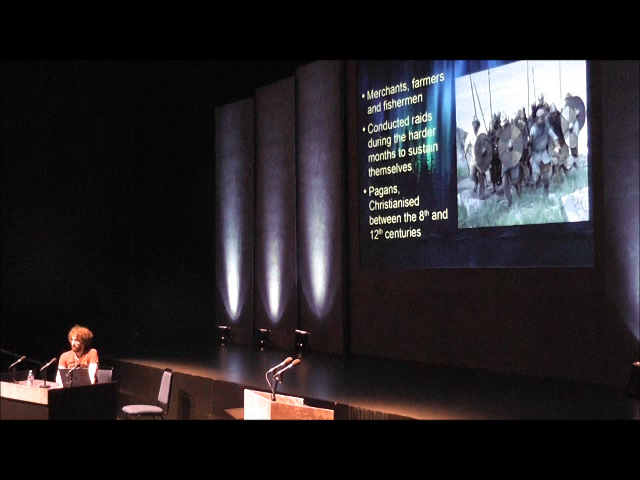 • Merchants, farmers
and fishermen
• Conducted raids
during the harder
months to sustain
themselves
• Pagans,
Christianised
between the 8th and
12th centuries